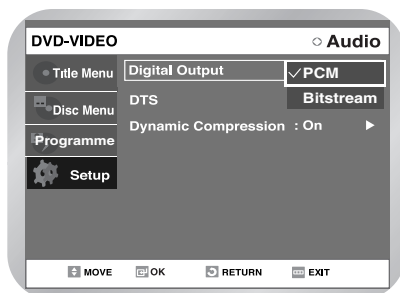 DVD-VIDEO
Audio
Title Menu
Digital Output
PCM
Disc Menu
DTS
Bitstream
Programme
Dynamic Compression : On
Setup
MOVE OK RETURN EXIT